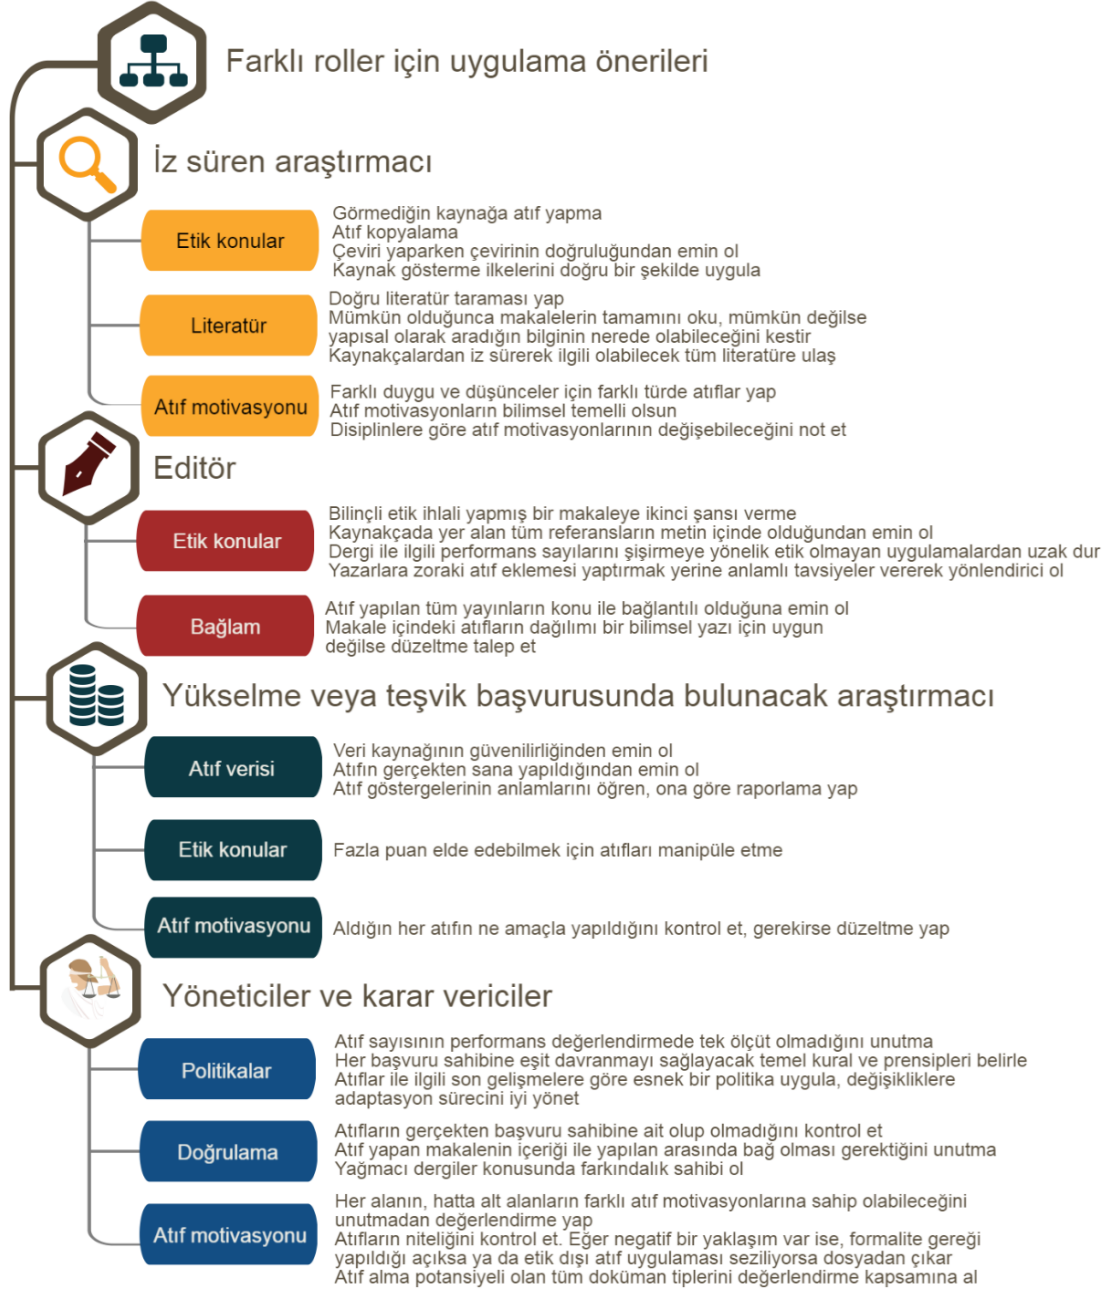 Farklı roller için uygulama önerileri
İz süren araştırmacı
Etik konular
Görmediğin kaynağa atıf yapma
Atıf kopyalama
Çeviri yaparken çevirinin doğruluğundan emin ol
Kaynak gösterme ilkelerini doğru bir şekilde uygula
Literatür
Doğru literatür taraması yap
Mümkün olduğunca makalelerin tamamını oku, mümkün değilse
yapısal olarak aradığın bilginin nerede olabileceğini kestir
Kaynakçalardan iz sürerek ilgili olabilecek tüm literatüre ulaş
Atıf motivasyonu
Farklı duygu ve düşünceler için farklı türde atıflar yap
Atıf motivasyonların bilimsel temelli olsun
Disiplinlere göre atıf motivasyonlarının değişebileceğini not et
Editör
Etik konular
Bilinçli etik ihlali yapmış bir makaleye ikinci şansı verme
Kaynakçada yer alan tüm referansların metin içinde olduğundan emin ol
Dergi ile ilgili performans sayılarını şişirmeye yönelik etik olmayan uygulamalardan uzak dur
Yazarlara zoraki atıf eklemesi yaptırmak yerine anlamlı tavsiyeler vererek yönlendirici ol
Bağlam
Atıf yapılan tüm yayınların konu ile bağlantılı olduğuna emin ol
Makale içindeki atıfların dağılımı bir bilimsel yazı için uygun
değilse düzeltme talep et
Yükselme veya teşvik başvurusunda bulunacak araştırmacı
Atıf verisi
Veri kaynağının güvenilirliğinden emin ol
Atıfın gerçekten sana yapıldığından emin ol
Atıf göstergelerinin anlamlarını öğren, ona göre raporlama yap
Etik konular
Fazla puan elde edebilmek için atıfları manipüle etme
Atıf motivasyonu
Aldığın her atıfın ne amaçla yapıldığını kontrol et, gerekirse düzeltme yap
Yöneticiler ve karar vericiler
Politikalar
Atıf sayısının performans değerlendirmede tek ölçüt olmadığını unutma
Her başvuru sahibine eşit davranmayı sağlayacak temel kural ve prensipleri belirle
Atıflar ile ilgili son gelişmelere göre esnek bir politika uygula, değişikliklere
adaptasyon sürecini iyi yönet
Doğrulama
Atıfların gerçekten başvuru sahibine ait olup olmadığını kontrol et
Atıf yapan makalenin içeriği ile yapılan arasında bağ olması gerektiğini unutma
Yağmacı dergiler konusunda farkındalık sahibi ol
Atıf motivasyonu
Her alanın, hatta alt alanların farklı atıf motivasyonlarına sahip olabileceğini
unutmadan değerlendirme yap
Atıfların niteliğini kontrol et. Eğer negatif bir yaklaşım var ise, formalite gereği
yapıldığı açıksa ya da etik dışı atıf uygulaması seziliyorsa dosyadan çıkar
Atıf alma potansiyeli olan tüm doküman tiplerini değerlendirme kapsamına al